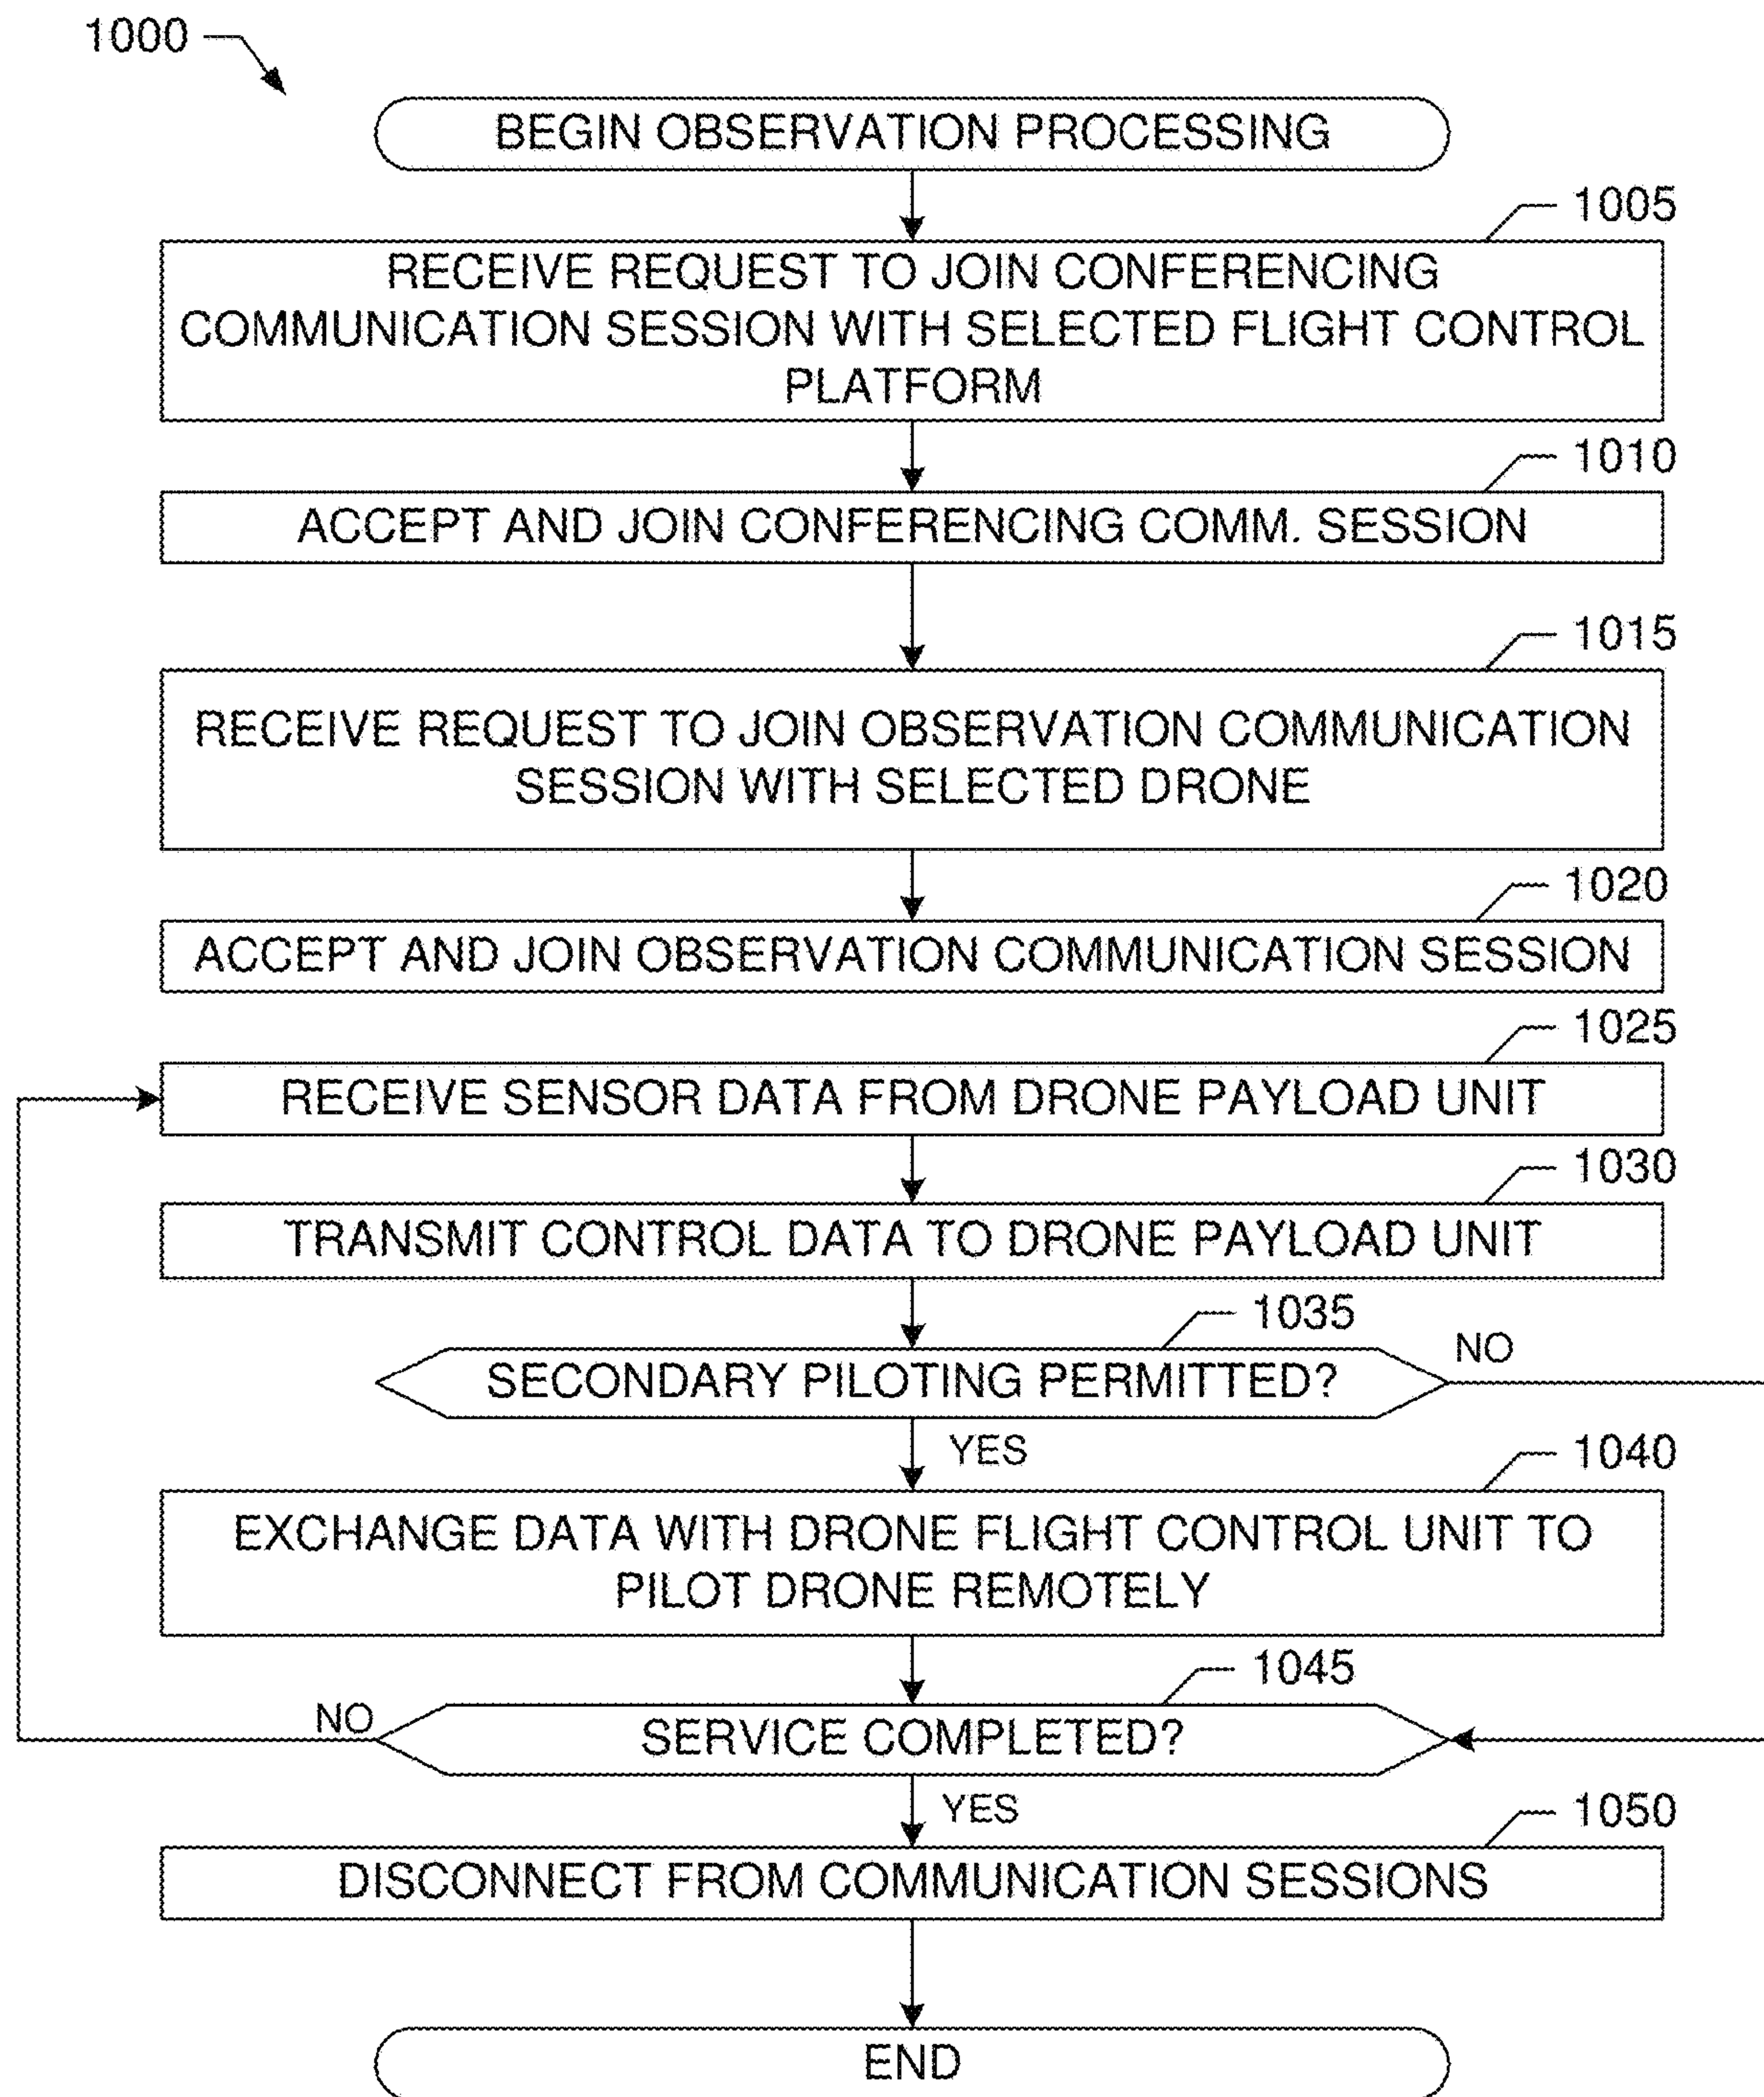 1000
BEGIN OBSERVATION PROCESSING
1005
RECEIVE REQUEST TO JOIN CONFERENCING
COMMUNICATION SESSION WITH SELECTED FLIGHT CONTROL
PLATFORM
1010
ACCEPT AND JOIN CONFERENCING COMM. SESSION
1015
RECEIVE REQUEST TO JOIN OBSERVATION COMMUNICATION
SESSION WITH SELECTED DRONE
1020
ACCEPT AND JOIN OBSERVATION COMMUNICATION SESSION
1025
RECEIVE SENSOR DATA FROM DRONE PAYLOAD UNIT
1030
TRANSMIT CONTROL DATA TO DRONE PAYLOAD UNIT
1035
SECONDARY PILOTING PERMITTED?
NO
YES
1040
EXCHANGE DATA WITH DRONE FLIGHT CONTROL UNIT TO
PILOT DRONE REMOTELY
1045
NO
SERVICE COMPLETED?
YES
1050
DISCONNECT FROM COMMUNICATION SESSIONS
END